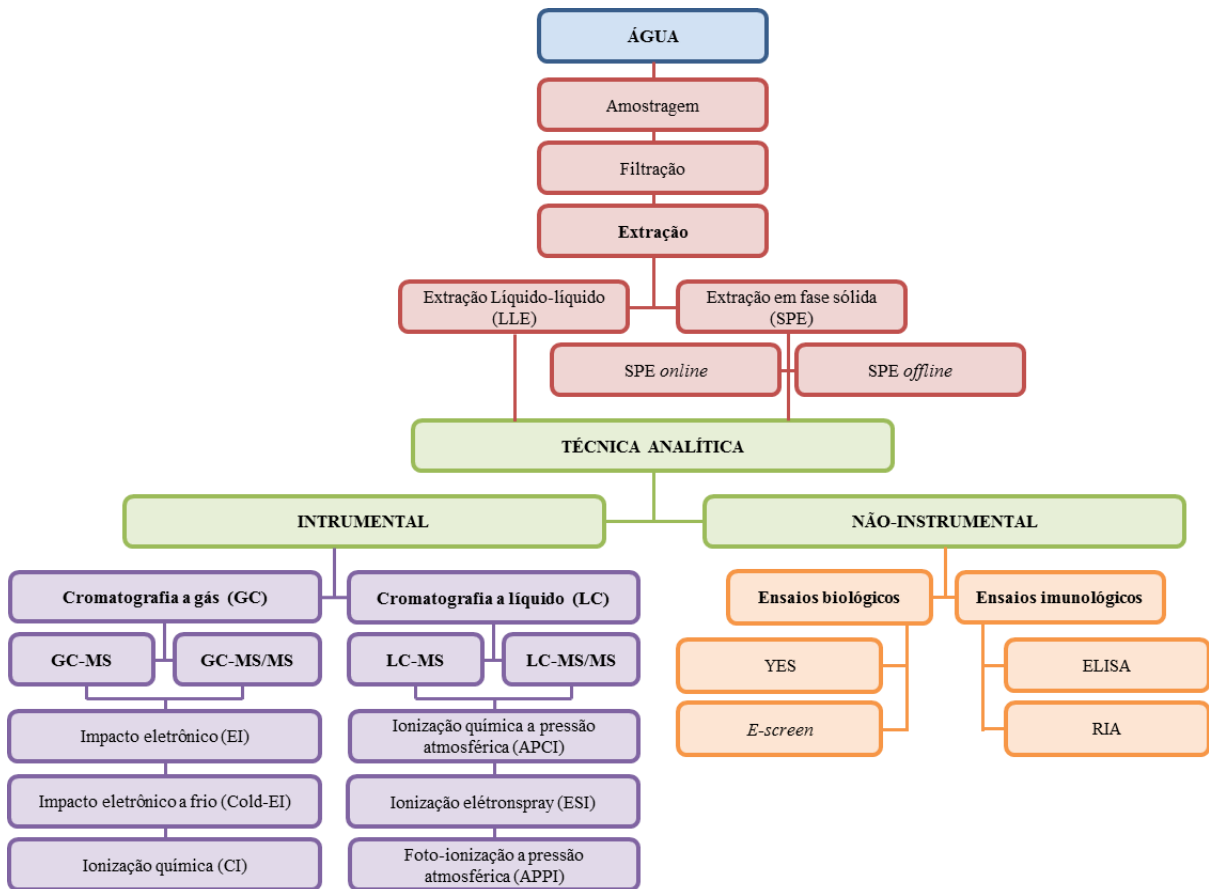 ÁGUA
Amostragem
Filtração
Extração
Extração Líquido-líquido
(LLE)
Extração em fase sólida
(SPE)
SPE online
SPE offline
TÉCNICA ANALÍTICA
INTRUMENTAL
NÃO-INSTRUMENTAL
Cromatografia a gás (GC)
Cromatografia a líquido (LC)
Ensaios biológicos
Ensaios imunológicos
GC-MS
GC-MS/MS
LC-MS
LC-MS/MS
YES
ELISA
Impacto eletrônico (EI)
Ionização química a pressão
atmosférica (APCI)
E-screen
RIA
Impacto eletrônico a frio (Cold-EI)
Ionização elétronspray (ESI)
Ionização química (CI)
Foto-ionização a pressão
atmosférica (APPI)